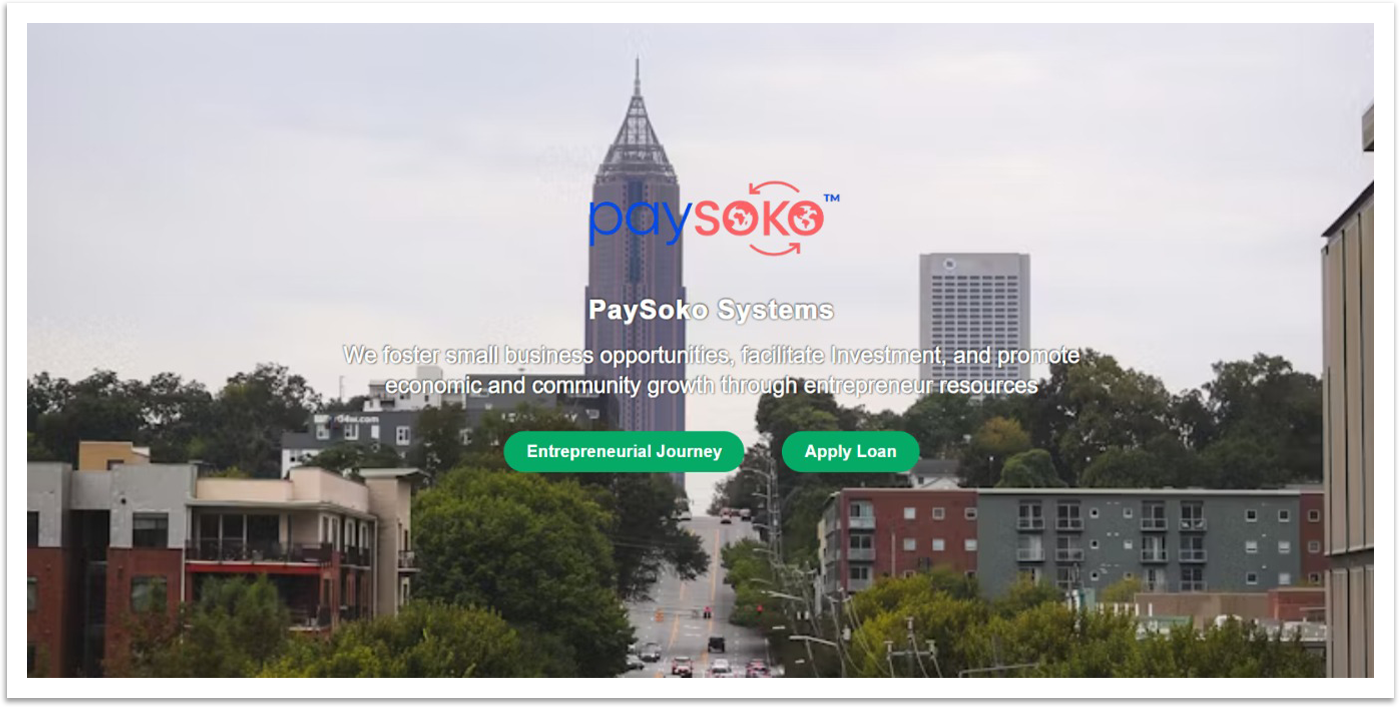 paysoko™
PaySoko Systems
We foster small business opportunities, facilitate Investment, and promote
economic and community growth through entrepreneur resources
Entrepreneurial Journey
Apply Loan